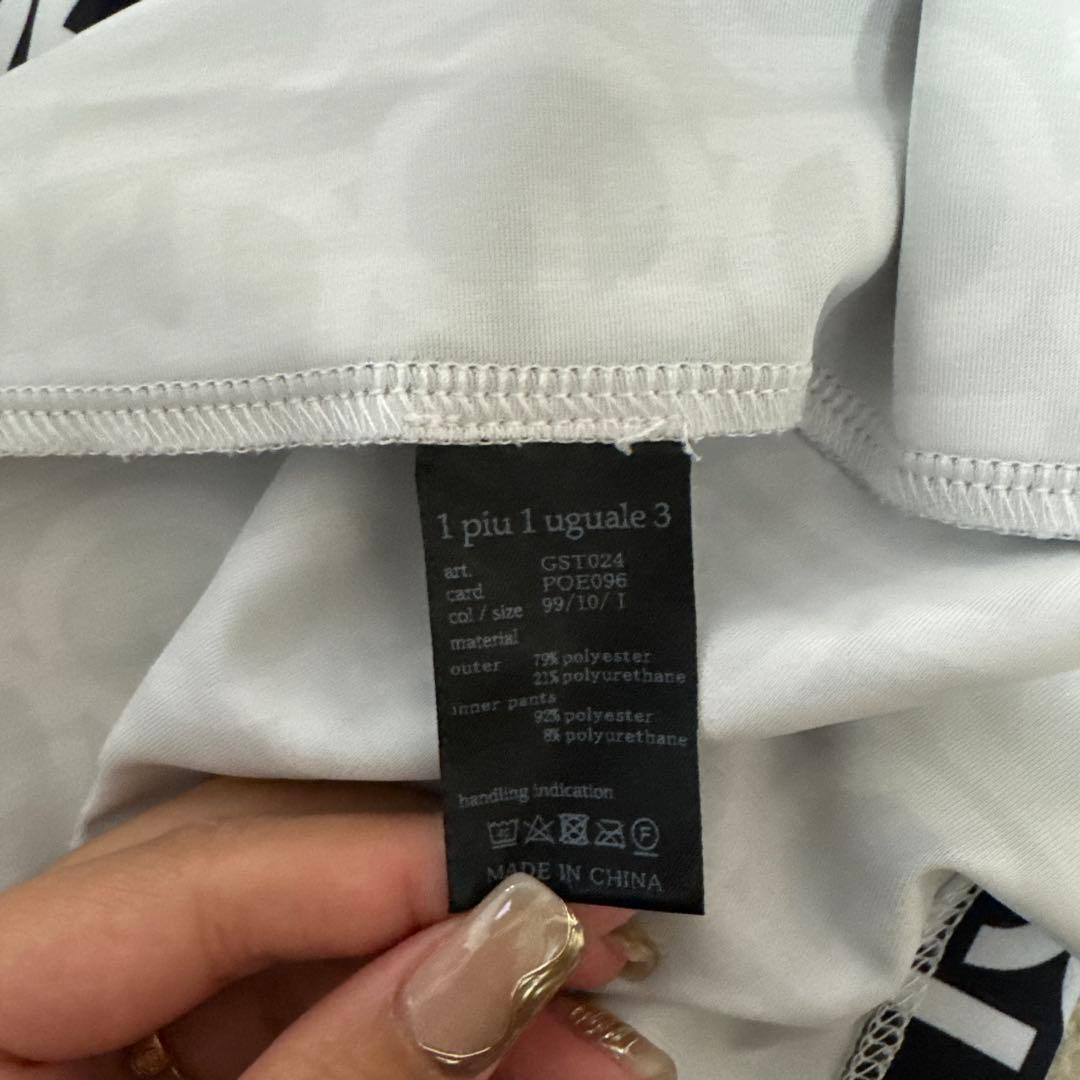 1 piu 1 uguale 3
art. GST024
card POE096
col / size 99/10/ I
material
outer 79% polyester
21% polyurethane
inner pants
92% polyester
8% polyurethane
handling indication
F
MADE IN CHINA